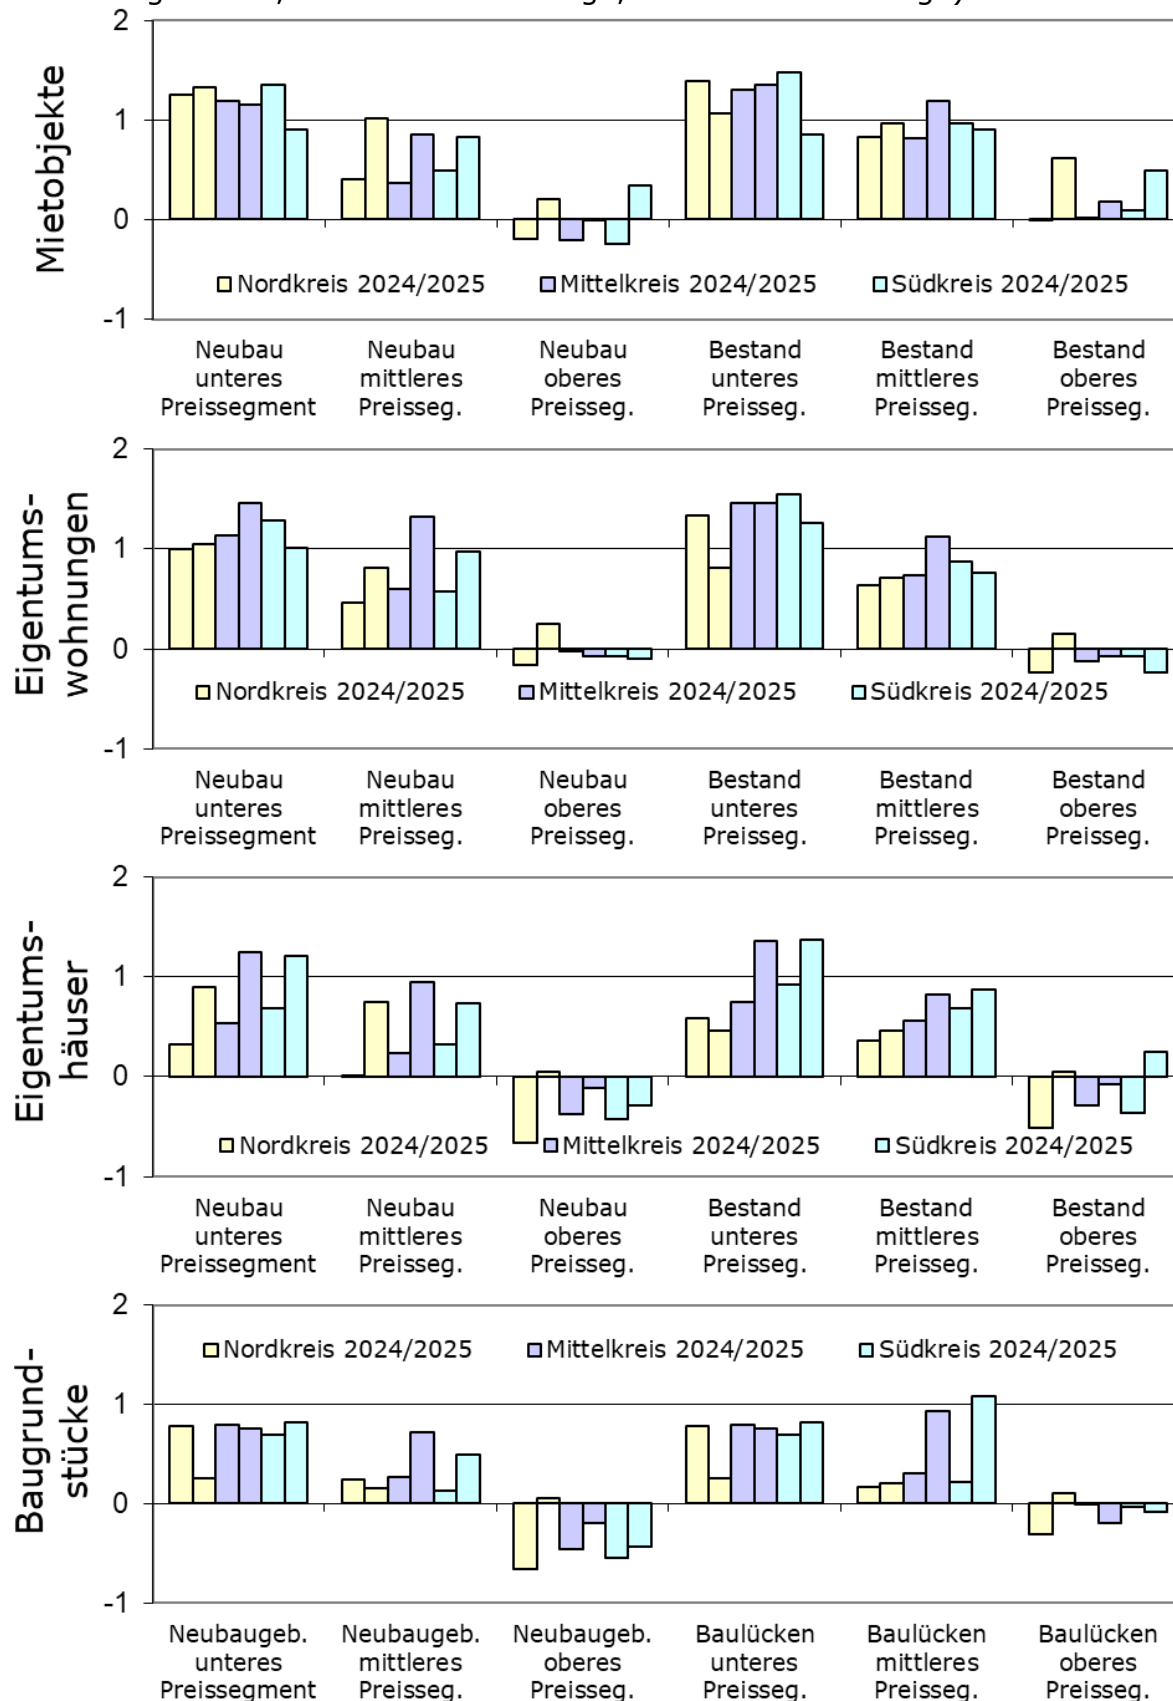 2
1
0
-1
Mietobjekte
Nordkreis 2024/2025 Mittelkreis 2024/2025 Südkreis 2024/2025
Neubau unteres Preissegment
Neubau mittleres Preisseg.
Neubau oberes Preisseg.
Bestand unteres Preisseg.
Bestand mittleres Preisseg.
Bestand oberes Preisseg.
2
1
0
-1
Eigentums-
wohnungen
Nordkreis 2024/2025 Mittelkreis 2024/2025 Südkreis 2024/2025
Neubau unteres Preissegment
Neubau mittleres Preisseg.
Neubau oberes Preisseg.
Bestand unteres Preisseg.
Bestand mittleres Preisseg.
Bestand oberes Preisseg.
2
1
0
-1
Eigentums-
häuser
Nordkreis 2024/2025 Mittelkreis 2024/2025 Südkreis 2024/2025
Neubau unteres Preissegment
Neubau mittleres Preisseg.
Neubau oberes Preisseg.
Bestand unteres Preisseg.
Bestand mittleres Preisseg.
Bestand oberes Preisseg.
2
1
0
-1
Baugrund-
stücke
Nordkreis 2024/2025 Mittelkreis 2024/2025 Südkreis 2024/2025
Neubaugeb. unteres Preissegment
Neubaugeb. mittleres Preisseg.
Neubaugeb. oberes Preisseg.
Baulücken unteres Preisseg.
Baulücken mittleres Preisseg.
Baulücken oberes Preisseg.